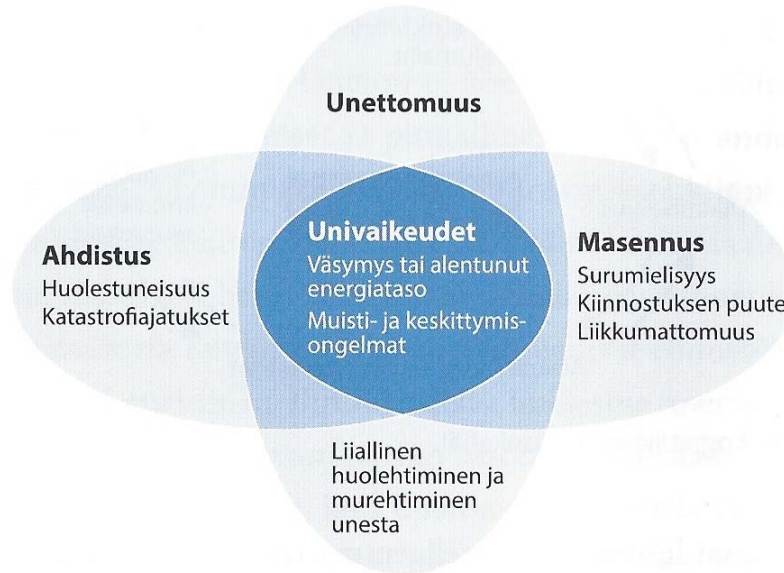 Unettomuus
Ahdistus
Huolestuneisuus
Katastrofiajatukset
Univaikeudet
Väsymys tai alentunut
energiataso
Muisti- ja keskittymis-
ongelmat
Masennus
Surumielisyys
Kiinnostuksen puute
Liikkumattomuus
Liiallinen
huolehtiminen ja
murehtiminen
unesta